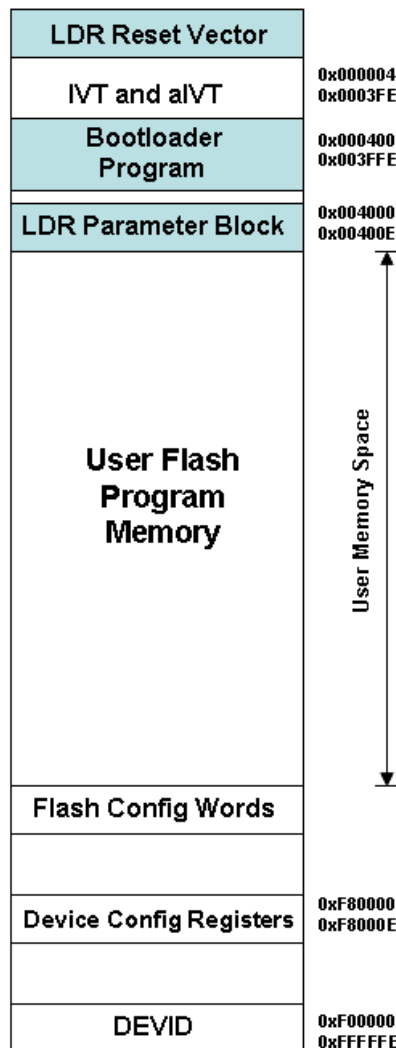 LDR Reset Vector
IVT and aIVT
0x000004
0x0003FE
Bootloader
Program
0x000400
0x003FFE
LDR Parameter Block
0x004000
0x00400E
User Flash
Program
Memory
User Memory Space
Flash Config Words
Device Config Registers
0xF80000
0xF8000E
DEVID
0xF00000
0xFFFFFE